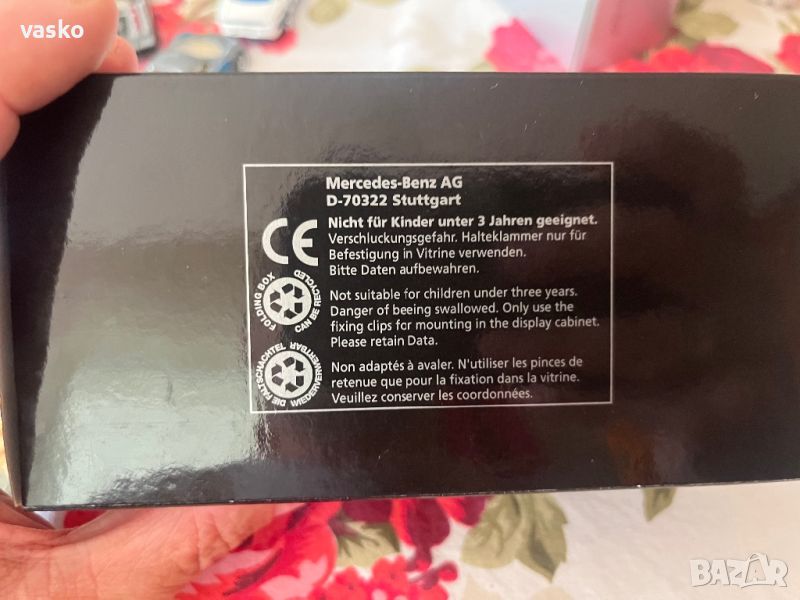 vasko
Mercedes-Benz AG
D-70322 Stuttgart
Nicht für Kinder unter 3 Jahren geeignet.
Verschluckungsgefahr. Halteklammer nur für
Befestigung in Vitrine verwenden.
Bitte Daten aufbewahren.
CE
FOLDING BOX
CAN BE RECYCLED
Not suitable for children under three years.
Danger of beeing swallowed. Only use the
fixing clips for mounting in the display cabinet.
Please retain Data.
DIE FALTSCHACHTEL
WIEDERVERWERTBAR
Non adaptés à avaler. N'utiliser les pinces de
retenue que pour la fixation dans la vitrine.
Veuillez conserver les coordonnées.
BAZAR